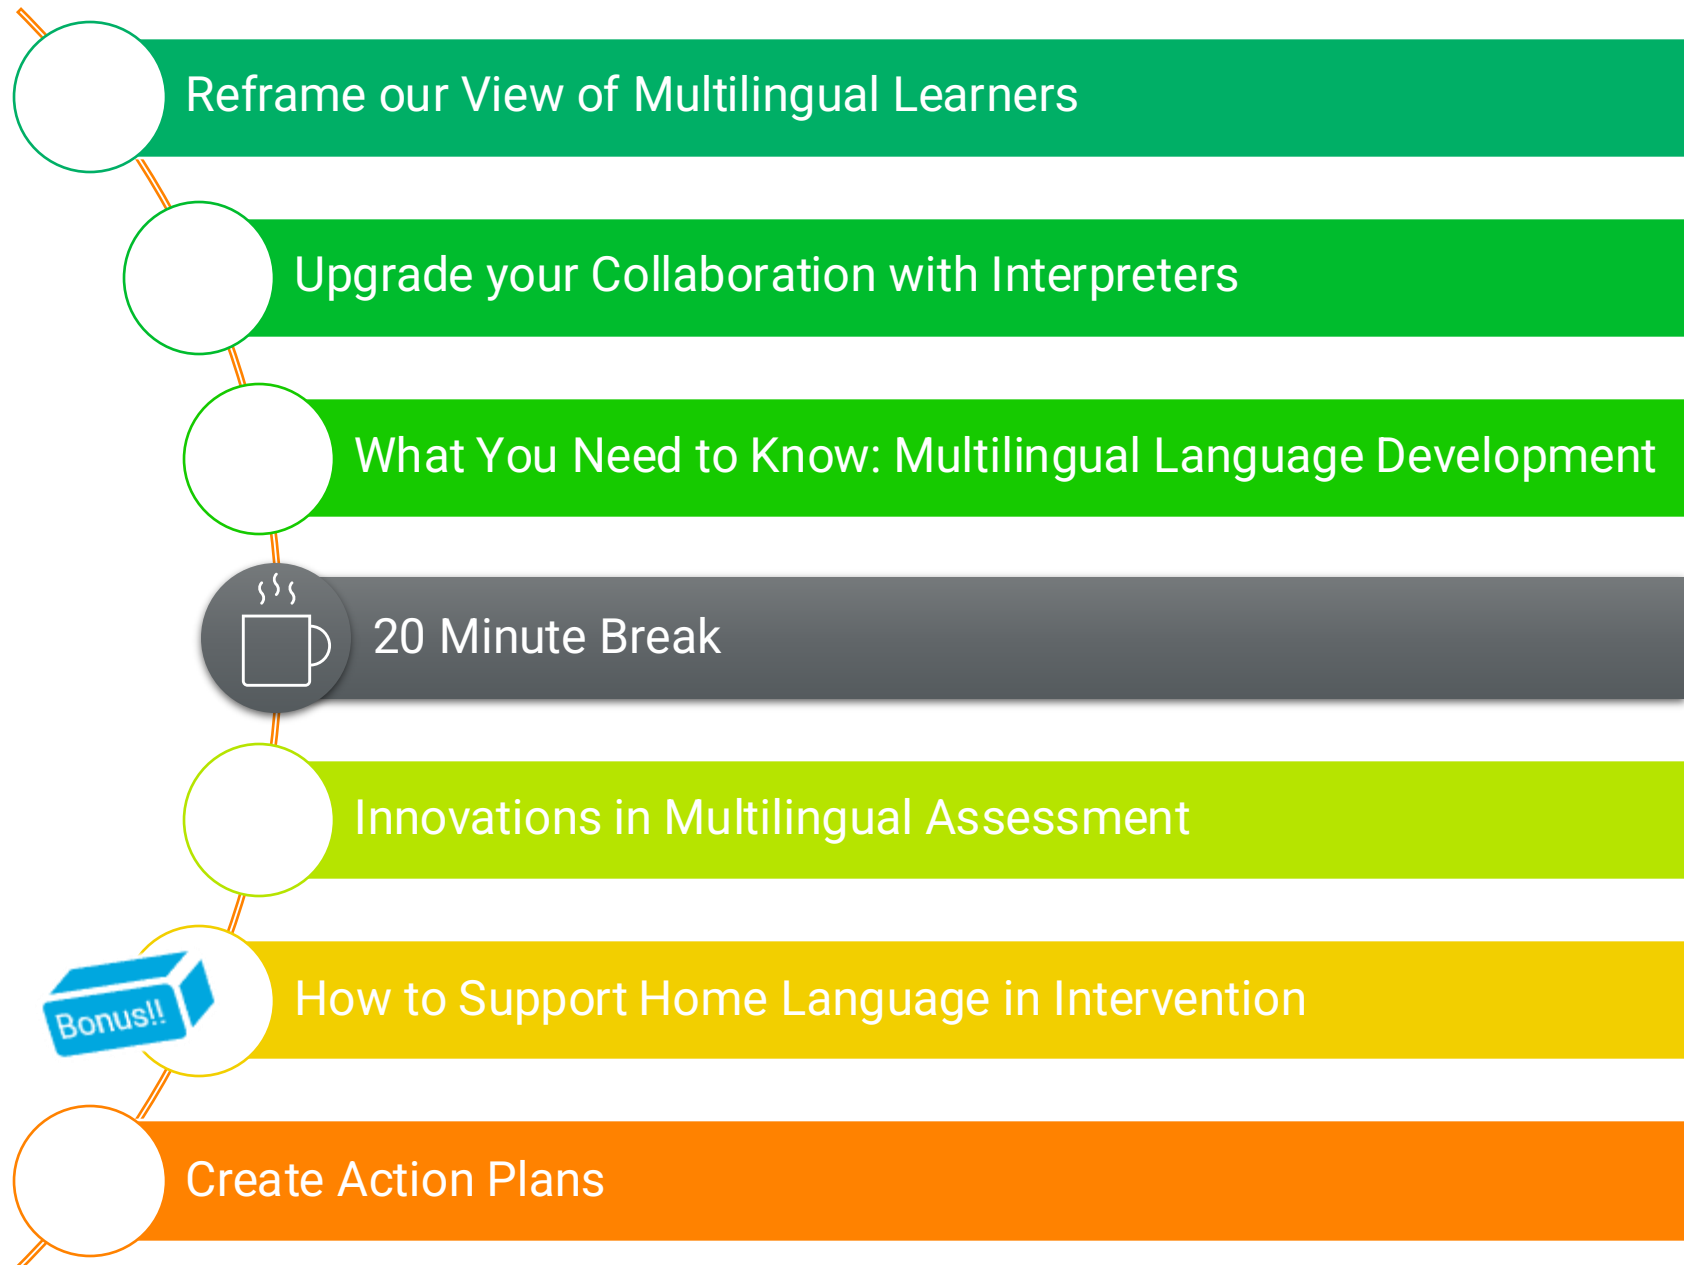 Reframe our View of Multilingual Learners
Upgrade your Collaboration with Interpreters
What You Need to Know: Multilingual Language Development
20 Minute Break
Innovations in Multilingual Assessment
Bonus!!
How to Support Home Language in Intervention
Create Action Plans